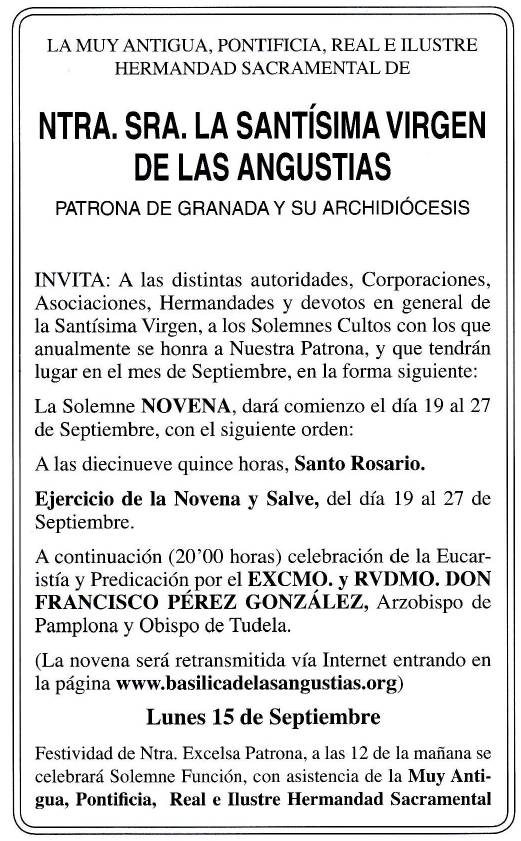 LA MUY ANTIGUA, PONTIFICIA, REAL E ILUSTRE
HERMANDAD SACRAMENTAL DE
NTRA. SRA. LA SANTÍSIMA VIRGEN
DE LAS ANGUSTIAS
PATRONA DE GRANADA Y SU ARCHIDIÓCESIS
INVITA: A las distintas autoridades, Corporaciones,
Asociaciones, Hermandades y devotos en general de
la Santísima Virgen, a los Solemnes Cultos con los que
anualmente se honra a Nuestra Patrona, y que tendrán
lugar en el mes de Septiembre, en la forma siguiente:
La Solemne NOVENA, dará comienzo el día 19 al 27
de Septiembre, con el siguiente orden:
A las diecinueve quince horas, Santo Rosario.
Ejercicio de la Novena y Salve, del día 19 al 27 de
Septiembre.
A continuación (20'00 horas) celebración de la Eucar-
istía y Predicación por el EXCMO. y RVDMO. DON
FRANCISCO PÉREZ GONZÁLEZ, Arzobispo de
Pamplona y Obispo de Tudela.
(La novena será retransmitida vía Internet entrando en
la página www.basilicadelasangustias.org)
Lunes 15 de Septiembre
Festividad de Ntra. Excelsa Patrona, a las 12 de la mañana se
celebrará Solemne Función, con asistencia de la Muy Anti-
gua, Pontificia, Real e Ilustre Hermandad Sacramental